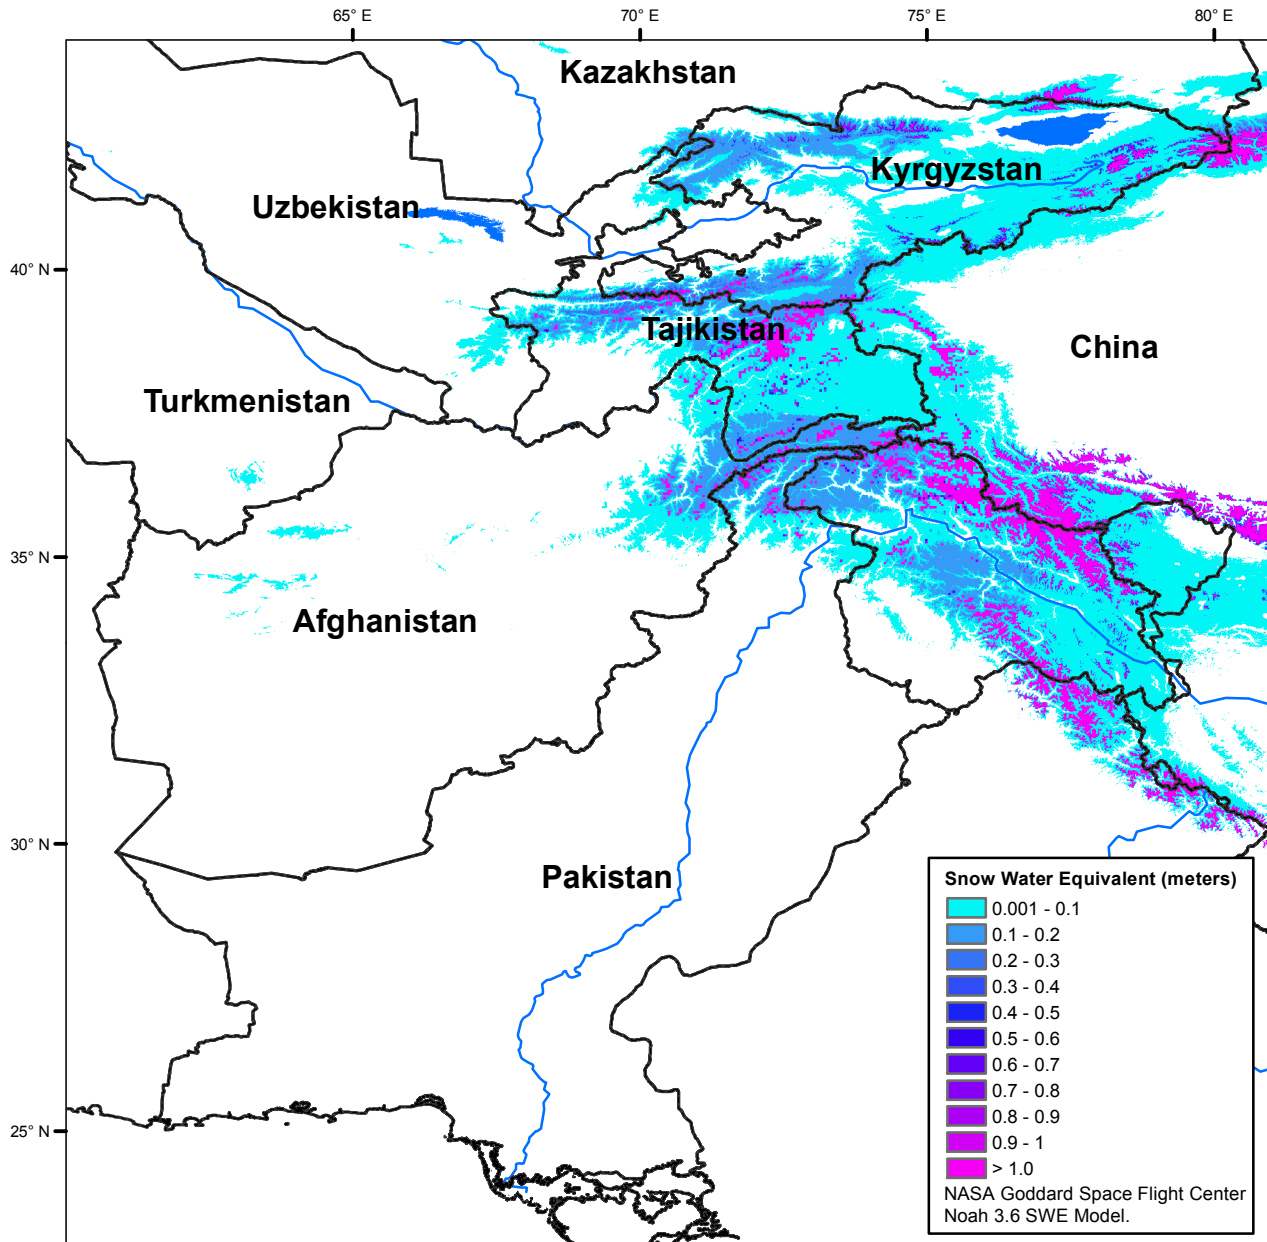 65° E
70° E
75° E
80° E
Kazakhstan
Kyrgyzstan
Uzbekistan
40° N
Tajikistan
China
Turkmenistan
35° N
Afghanistan
30° N
Pakistan
25° N
Snow Water Equivalent (meters)
0.001 - 0.1
0.1 - 0.2
0.2 - 0.3
0.3 - 0.4
0.4 - 0.5
0.5 - 0.6
0.6 - 0.7
0.7 - 0.8
0.8 - 0.9
0.9 - 1
> 1.0
NASA Goddard Space Flight Center
Noah 3.6 SWE Model.